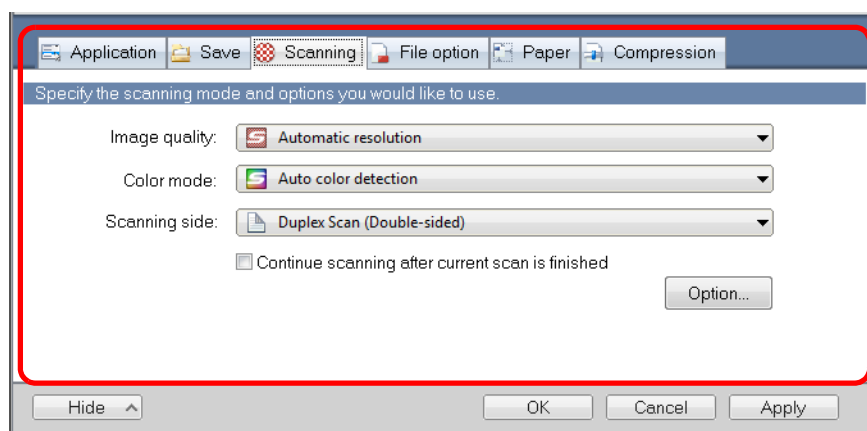 Application Save Scanning File option Paper Compression
Specify the scanning mode and options you would like to use.
Image quality: Automatic resolution
Color mode: Auto color detection
Scanning side: Duplex Scan (Double-sided)
Continue scanning after current scan is finished
Option...
Hide OK Cancel Apply